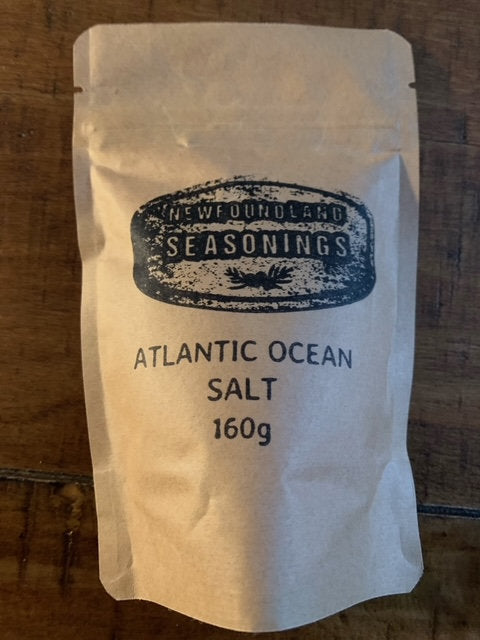 NEWFOUNDLAND
SEASONINGS
ATLANTIC OCEAN
SALT
160g